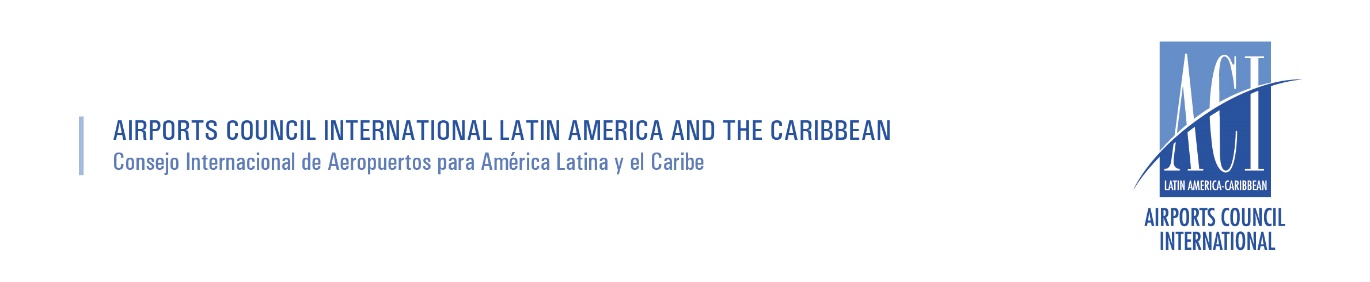 AIRPORTS COUNCIL INTERNATIONAL LATIN AMERICA AND THE CARIBBEAN
Consejo Internacional de Aeropuertos para América Latina y el Caribe
ACI
LATIN AMERICA-CARIBBEAN
AIRPORTS COUNCIL
INTERNATIONAL